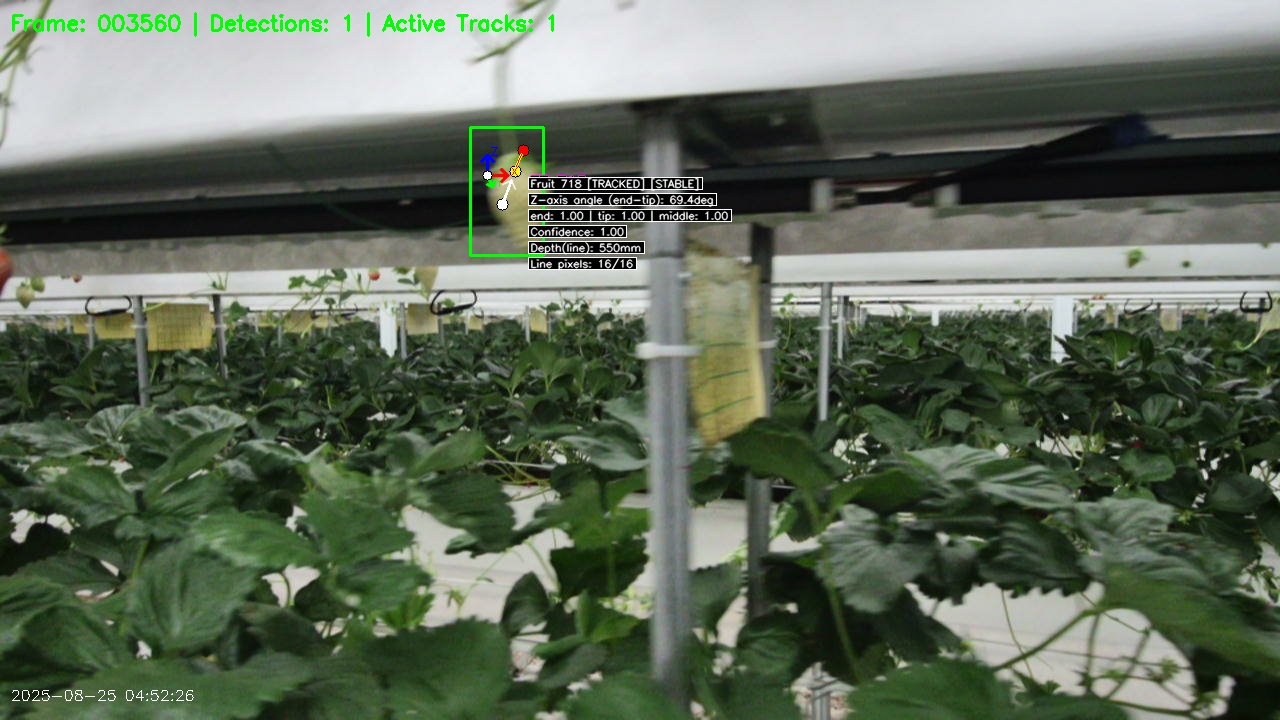 Frame: 003560 | Detections: 1 | Active Tracks: 1
Fruit 718 [TRACKED] [STABLE]
Z-axis angle (end-tip): 69.4deg
end: 1.00 | tip: 1.00 | middle: 1.00
Confidence: 1.00
Depth(line): 550mm
Line pixels: 16/16
2025-08-25 04:52:26